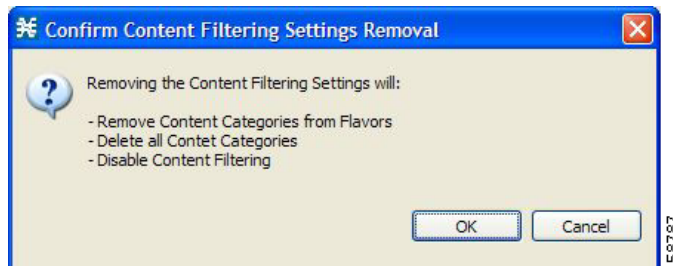 Confirm Content Filtering Settings Removal
Removing the Content Filtering Settings will:
- Remove Content Categories from Flavors
- Delete all Contet Categories
- Disable Content Filtering
OK
Cancel